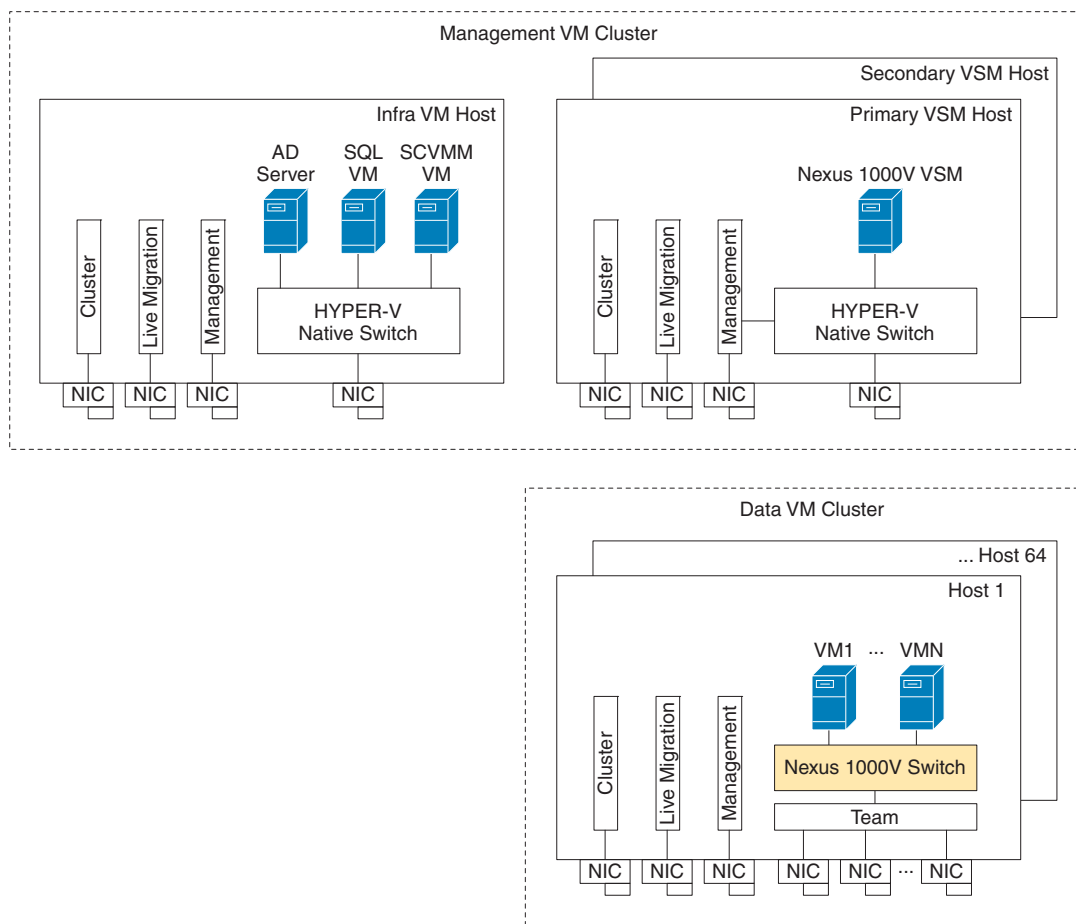 Management VM Cluster
Secondary VSM Host
Infra VM Host
Primary VSM Host
AD
Server
SQL
VM
SCVMM
VM
Cluster
Live Migration
Management
HYPER-V
Native Switch
NIC
NIC
NIC
NIC
Nexus 1000V VSM
Cluster
Live Migration
Management
HYPER-V
Native Switch
NIC
NIC
NIC
NIC
Data VM Cluster
... Host 64
Host 1
VM1 ... VMN
Cluster
Live Migration
Management
Nexus 1000V Switch
Team
NIC
NIC
NIC
NIC
NIC ... NIC